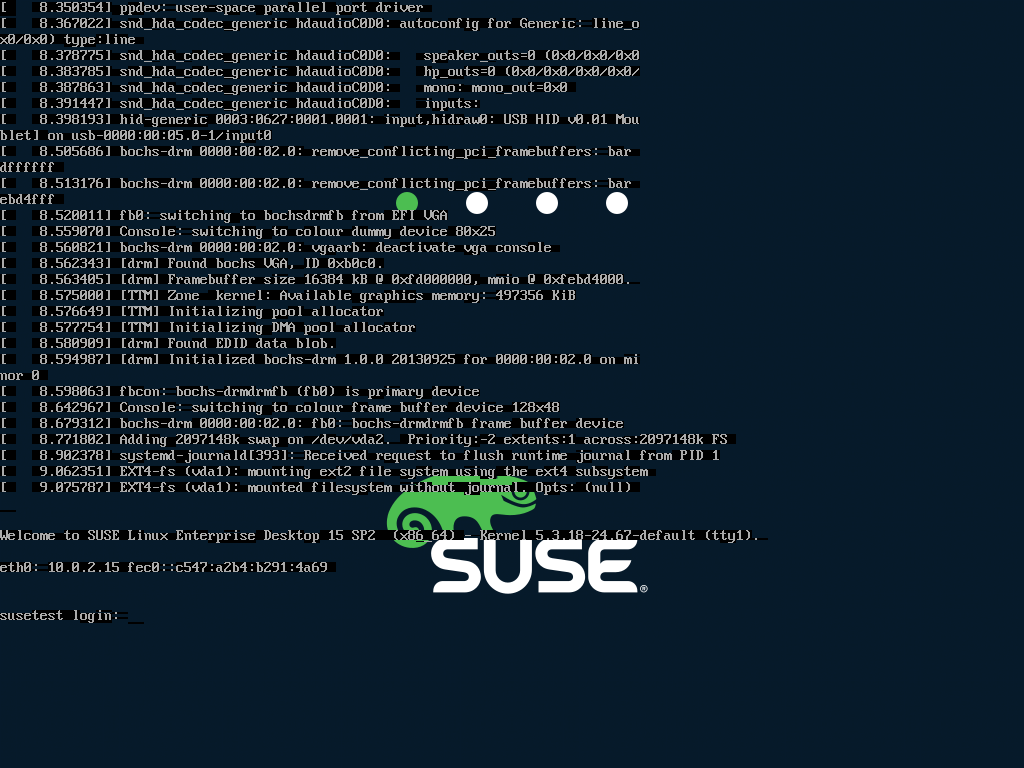 [    8.350354] ppdev: user-space parallel port driver
[    8.367022] snd_hda_codec_generic hdaudioC0D0: autoconfig for Generic: line_o
x0/0x0) type:line
[    8.378775] snd_hda_codec_generic hdaudioC0D0:    speaker_outs=0 (0x0/0x0/0x0
[    8.383785] snd_hda_codec_generic hdaudioC0D0:    hp_outs=0 (0x0/0x0/0x0/0x0/
[    8.387863] snd_hda_codec_generic hdaudioC0D0:    mono: mono_out=0x0
[    8.391447] snd_hda_codec_generic hdaudioC0D0:    inputs:
[    8.398193] hid-generic 0003:0627:0001.0001: input,hidraw0: USB HID v0.01 Mou
blet] on usb-0000:00:05.0-1/input0
[    8.505686] bochs-drm 0000:00:02.0: remove_conflicting_pci_framebuffers: bar
dffffff
[    8.513176] bochs-drm 0000:00:02.0: remove_conflicting_pci_framebuffers: bar
ebd4fff
[    8.520011] fb0: switching to bochsdrmfb from EFI VGA
[    8.559070] Console: switching to colour dummy device 80x25
[    8.560821] bochs-drm 0000:00:02.0: vgaarb: deactivate vga console
[    8.562343] [drm] Found bochs VGA, ID 0xb0c0.
[    8.563405] [drm] Framebuffer size 16384 kB @ 0xfd000000, mmio @ 0xfebd4000.
[    8.575000] [TTM] Zone  kernel: Available graphics memory: 497356 KiB
[    8.576649] [TTM] Initializing pool allocator
[    8.577754] [TTM] Initializing DMA pool allocator
[    8.580909] [drm] Found EDID data blob.
[    8.594987] [drm] Initialized bochs-drm 1.0.0 20130925 for 0000:00:02.0 on mi
nor 0
[    8.598063] fbcon: bochs-drmdrmfb (fb0) is primary device
[    8.642967] Console: switching to colour frame buffer device 128x48
[    8.679312] bochs-drm 0000:00:02.0: fb0: bochs-drmdrmfb frame buffer device
[    8.771802] Adding 2097148k swap on /dev/vda2.  Priority:-2 extents:1 across:2097148k FS
[    8.902378] systemd-journald[393]: Received request to flush runtime journal from PID 1
[    9.062351] EXT4-fs (vda1): mounting ext2 file system using the ext4 subsystem
[    9.075787] EXT4-fs (vda1): mounted filesystem without journal. Opts: (null)
Welcome to SUSE Linux Enterprise Desktop 15 SP2  (x86_64) - Kernel 5.3.18-24.67-default (tty1).
eth0: 10.0.2.15 fec0::c547:a2b4:b291:4a69
SUSE®
susetest login: